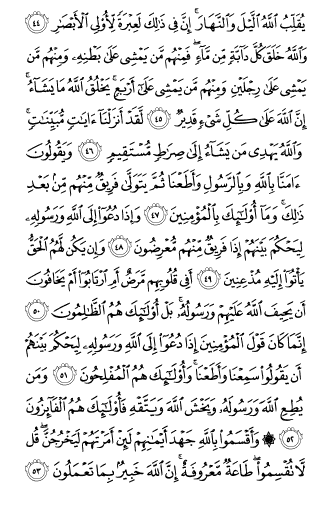 يُقَلِّبُ ٱللَّهُ ٱلَّيْلَ وَٱلنَّهَارَ ۚ إِنَّ فِى ذَٰلِكَ لَعِبْرَةً لِّأُو۟لِى ٱلْأَبْصَٰرِ ٤٤
وَٱللَّهُ خَلَقَ كُلَّ دَآبَّةٍ مِّن مَّآءٍ ۖ فَمِنْهُم مَّن يَمْشِى عَلَىٰ بَطْنِهِۦ وَمِنْهُم مَّن
يَمْشِى عَلَىٰ رِجْلَيْنِ وَمِنْهُم مَّن يَمْشِى عَلَىٰٓ أَرْبَعٍ ۚ يَخْلُقُ ٱللَّهُ مَا يَشَآءُ ۚ
إِنَّ ٱللَّهَ عَلَىٰ كُلِّ شَىْءٍ قَدِيرٌ ٤٥ لَّقَدْ أَنزَلْنَآ ءَايَٰتٍ مُّبَيِّنَٰتٍ ۚ
وَٱللَّهُ يَهْدِى مَن يَشَآءُ إِلَىٰ صِرَٰطٍ مُّسْتَقِيمٍ ٤٦ وَيَقُولُونَ
ءَامَنَّا بِٱللَّهِ وَبِٱلرَّسُولِ وَأَطَعْنَا ثُمَّ يَتَوَلَّىٰ فَرِيقٌ مِّنْهُم مِّنۢ بَعْدِ
ذَٰلِكَ ۚ وَمَآ أُو۟لَٰٓئِكَ بِٱلْمُؤْمِنِينَ ٤٧ وَإِذَا دُعُوٓا۟ إِلَى ٱللَّهِ وَرَسُولِهِۦ
لِيَحْكُمَ بَيْنَهُمْ إِذَا فَرِيقٌ مِّنْهُم مُّعْرِضُونَ ٤٨ وَإِن يَكُن لَّهُمُ ٱلْحَقُّ
يَأْتُوٓا۟ إِلَيْهِ مُذْعِنِينَ ٤٩ أَفِى قُلُوبِهِم مَّرَضٌ أَمِ ٱرْتَابُوٓا۟ أَمْ يَخَافُونَ
أَن يَحِيفَ ٱللَّهُ عَلَيْهِمْ وَرَسُولُهُۥ ۚ بَلْ أُو۟لَٰٓئِكَ هُمُ ٱلظَّٰلِمُونَ ٥٠
إِنَّمَا كَانَ قَوْلَ ٱلْمُؤْمِنِينَ إِذَا دُعُوٓا۟ إِلَى ٱللَّهِ وَرَسُولِهِۦ لِيَحْكُمَ بَيْنَهُمْ
أَن يَقُولُوا۟ سَمِعْنَا وَأَطَعْنَا ۚ وَأُو۟لَٰٓئِكَ هُمُ ٱلْمُفْلِحُونَ ٥١ وَمَن
يُطِعِ ٱللَّهَ وَرَسُولَهُۥ وَيَخْشَ ٱللَّهَ وَيَتَّقْهِ فَأُو۟لَٰٓئِكَ هُمُ ٱلْفَآئِزُونَ
٥٢ ۞ وَأَقْسَمُوا۟ بِٱللَّهِ جَهْدَ أَيْمَٰنِهِمْ لَئِنْ أَمَرْتَهُمْ لَيَخْرُجُنَّ ۖ قُل
لَّا تُقْسِمُوا۟ ۖ طَاعَةٌ مَّعْرُوفَةٌ ۚ إِنَّ ٱللَّهَ خَبِيرٌۢ بِمَا تَعْمَلُونَ ٥٣